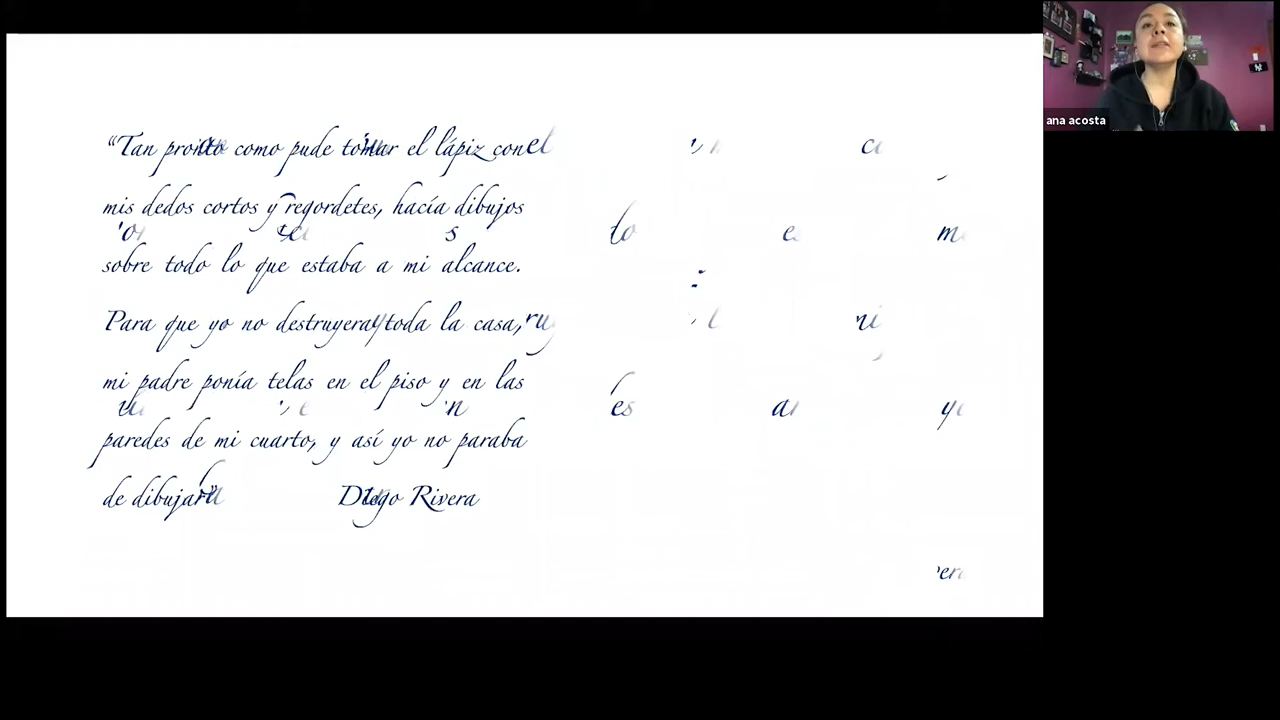 ana acosta
"Tan pronto como pude tomar el lápiz con
mis dedos cortos y regordetes, hacía dibujos
sobre todo lo que estaba a mi alcance.
Para que yo no destruyera toda la casa,
mi padre ponía telas en el piso y en las
paredes de mi cuarto, y así yo no paraba
de dibujar." Diego Rivera